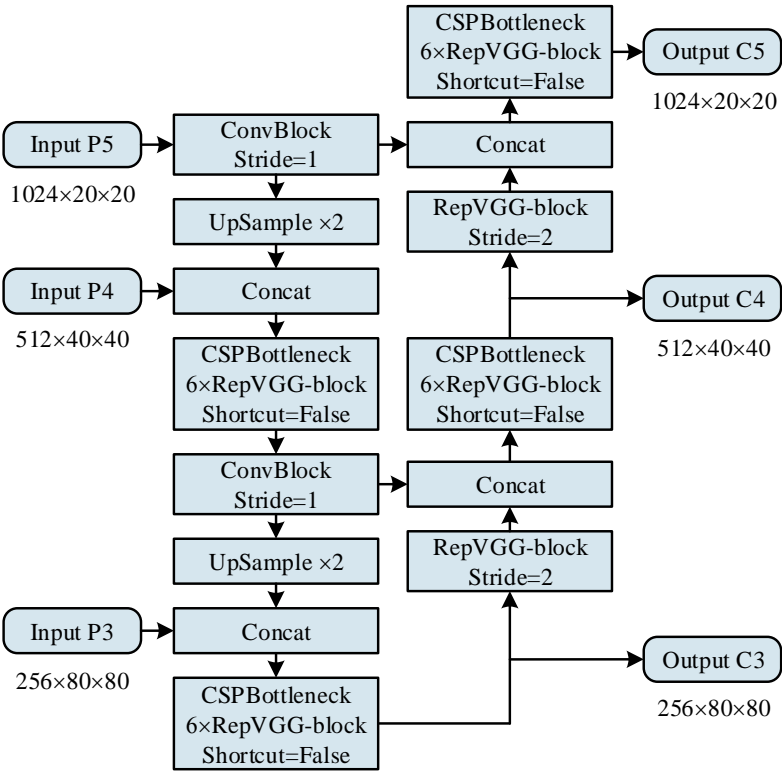 CSPBottleneck
6×RepVGG-block
Shortcut=False
Output C5
1024×20×20
Input P5
1024×20×20
ConvBlock
Stride=1
Concat
UpSample ×2
RepVGG-block
Stride=2
Input P4
512×40×40
Concat
Output C4
512×40×40
CSPBottleneck
6×RepVGG-block
Shortcut=False
CSPBottleneck
6×RepVGG-block
Shortcut=False
ConvBlock
Stride=1
Concat
UpSample ×2
RepVGG-block
Stride=2
Input P3
256×80×80
Concat
Output C3
256×80×80
CSPBottleneck
6×RepVGG-block
Shortcut=False